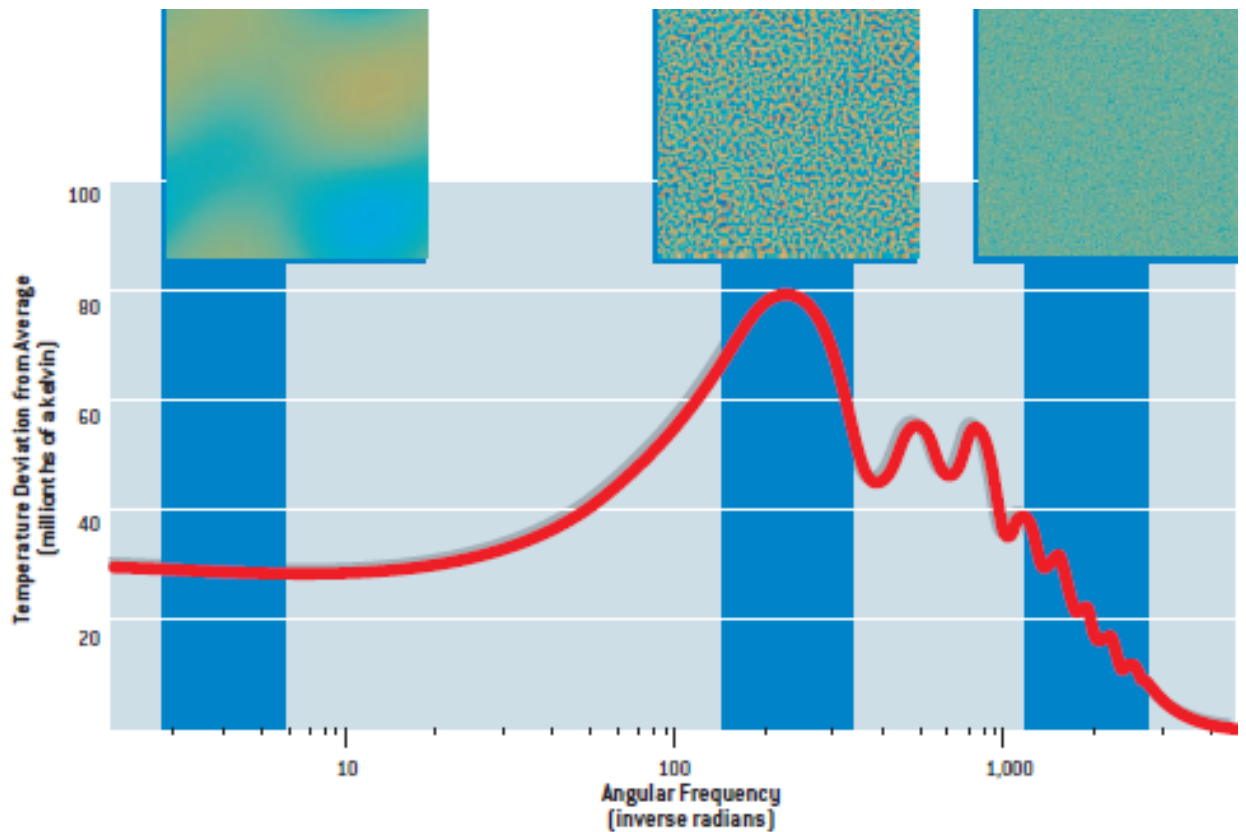 100
80
60
40
20
Temperature Deviation from Average
(millionths of a kelvin)
10
100
1,000
Angular Frequency
(inverse radians)